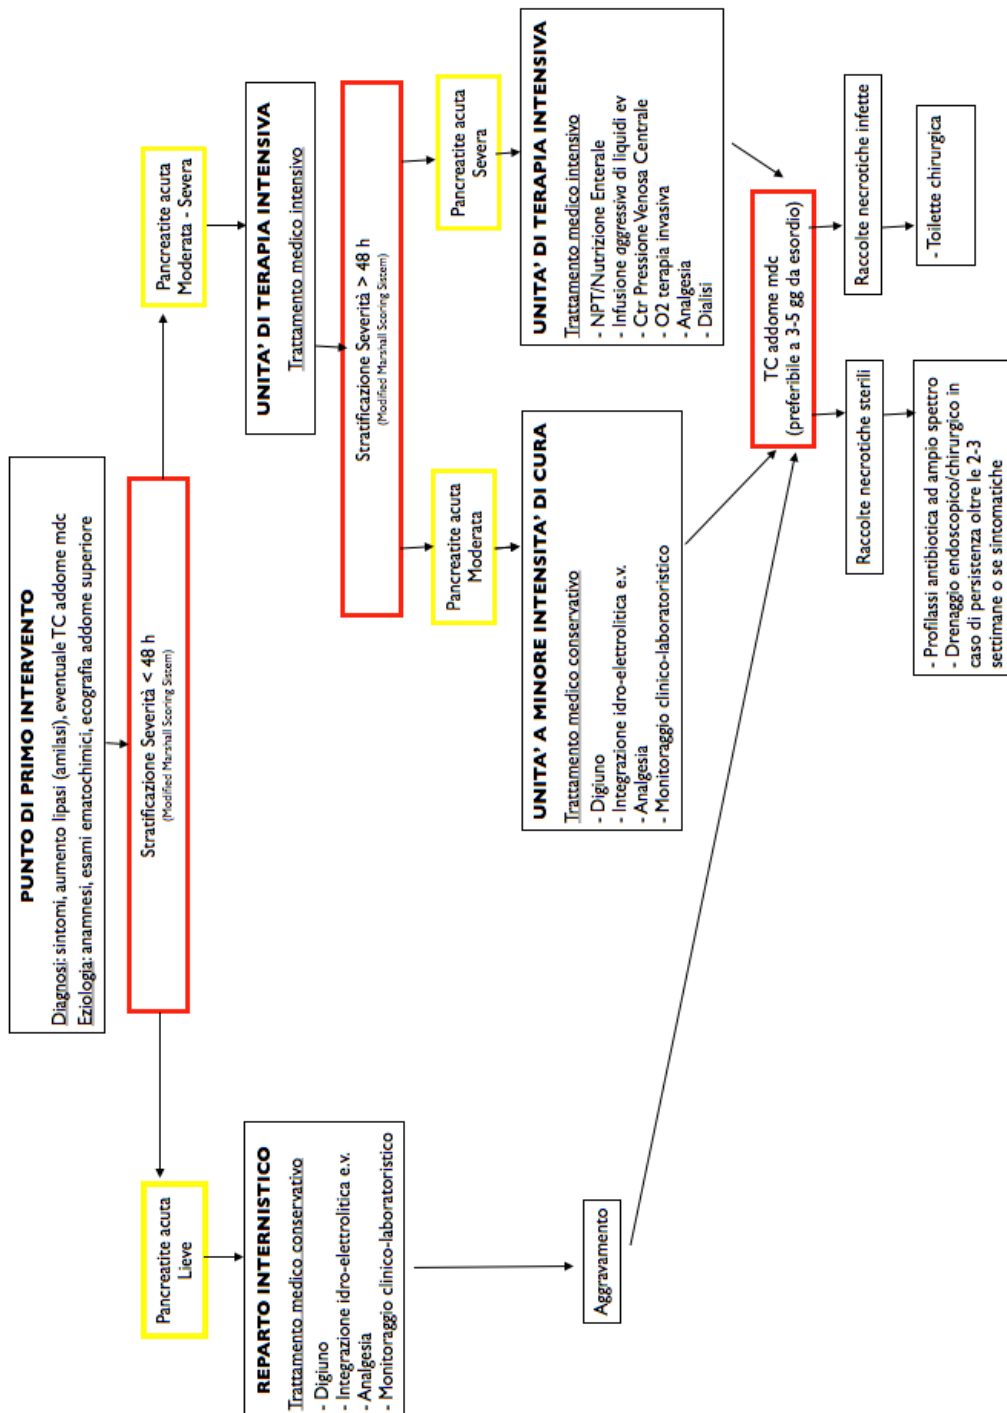 PUNTO DI PRIMO INTERVENTO
Diagnosi: sintomi, aumento lipasi (amilasi), eventuale TC addome mdc
Eziologia: anamnesi, esami ematochimici, ecografia addome superiore
Stratificazione Severità < 48 h
(Modified Marshall Scoring Sistem)
Pancreatite acuta
Lieve
Pancreatite acuta
Moderata - Severa
REPARTO INTERNISTICO
Trattamento medico conservativo
- Digiuno
- Integrazione idro-elettrolitica e.v.
- Analgesia
- Monitoraggio clinico-laboratoristico
UNITA' DI TERAPIA INTENSIVA
Trattamento medico intensivo
Stratificazione Severità > 48 h
(Modified Marshall Scoring Sistem)
Pancreatite acuta
Moderata
Pancreatite acuta
Severa
UNITA' A MINORE INTENSITA' DI CURA
Trattamento medico conservativo
- Digiuno
- Integrazione idro-elettrolitica e.v.
- Analgesia
- Monitoraggio clinico-laboratoristico
UNITA' DI TERAPIA INTENSIVA
Trattamento medico intensivo
- NPT/Nutrizione Enterale
- Infusione aggressiva di liquidi ev
- Ctr Pressione Venosa Centrale
- O2 terapia invasiva
- Analgesia
- Dialisi
Aggravamento
TC addome mdc
(preferibile a 3-5 gg da esordio)
Raccolte necrotiche sterili
Raccolte necrotiche infette
- Profilassi antibiotica ad ampio spettro
- Drenaggio endoscopico/chirurgico in
caso di persistenza oltre le 2-3
settimane o se sintomatiche
- Toilette chirurgica